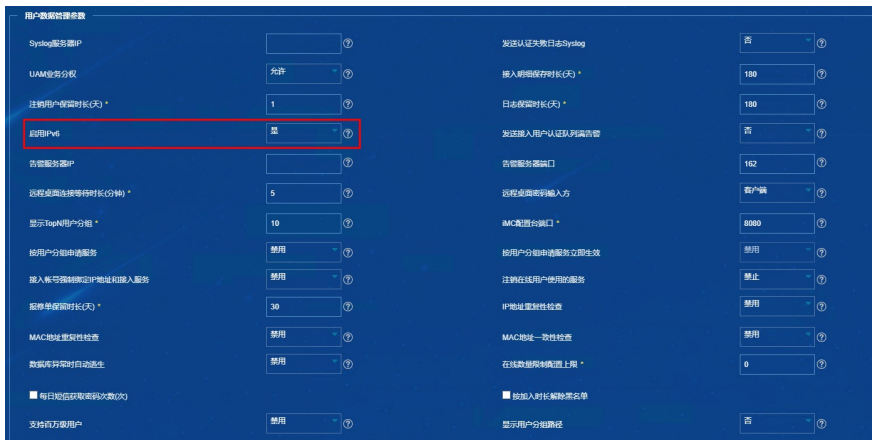 用户数据管理参数
Syslog服务器IP
发送认证失败日志Syslog 否
UAM业务分权 允许
接入明细保存时长(天) * 180
注销用户保留时长(天) * 1
日志保留时长(天) * 180
启用IPv6 是
发送接入用户认证队列满告警 否
告警服务器IP
告警服务器端口 162
远程桌面连接等待时长(分钟) * 5
远程桌面密码输入方 客户端
显示TopN用户分组 * 10
iMC配置台端口 * 8080
按用户分组申请服务 禁用
按用户分组申请服务立即生效 禁用
接入帐号强制绑定IP地址和接入服务 禁用
注销在线用户使用的服务 禁止
报修单保留时长(天) * 30
IP地址重复性检查 禁用
MAC地址重复性检查 禁用
MAC地址一致性检查 禁用
数据库异常时自动逃生 禁用
在线数量限制配置上限 * 0
每日短信获取密码次数(次)
按加入时长解除黑名单
支持百万级用户 禁用
显示用户分组路径 否